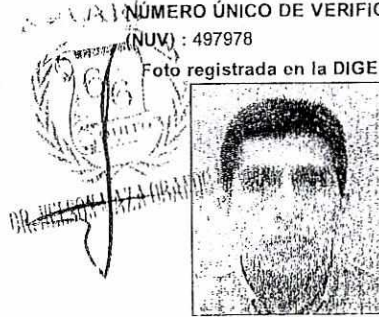 NÚMERO ÚNICO DE VERIFIC
(NUV) : 497978
Foto registrada en la DIGE